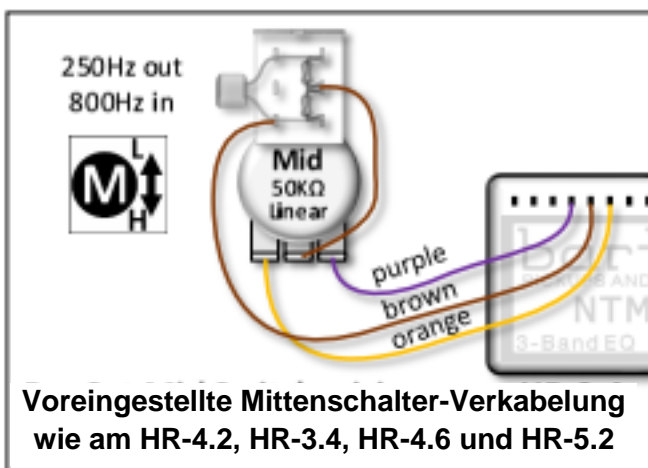 250Hz out
800Hz in
L
M
H
Mid
50KΩ
Linear
purple
brown
orange
NTM
3-Band EQ
Voreingestellte Mittenschalter-Verkabelung
wie am HR-4.2, HR-3.4, HR-4.6 und HR-5.2